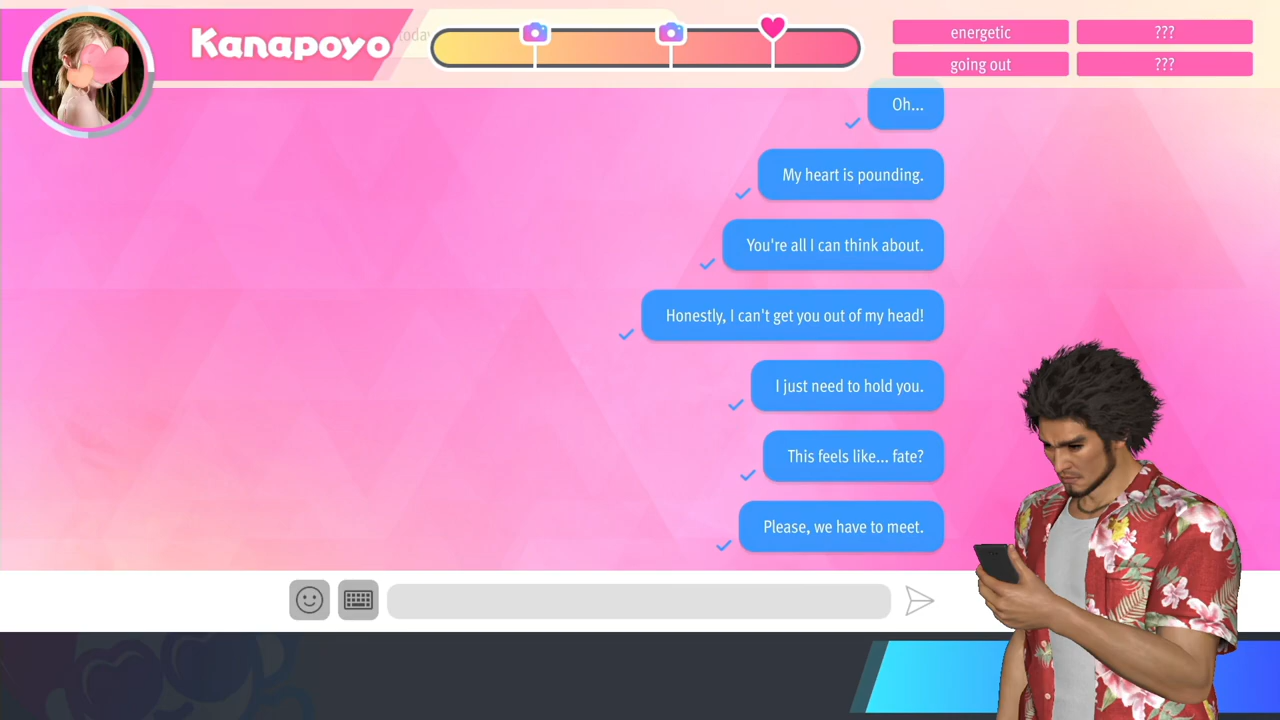 Kanapoyo
today
energetic
???
going out
???
Oh...
My heart is pounding.
You're all I can think about.
Honestly, I can't get you out of my head!
I just need to hold you.
This feels like... fate?
Please, we have to meet.